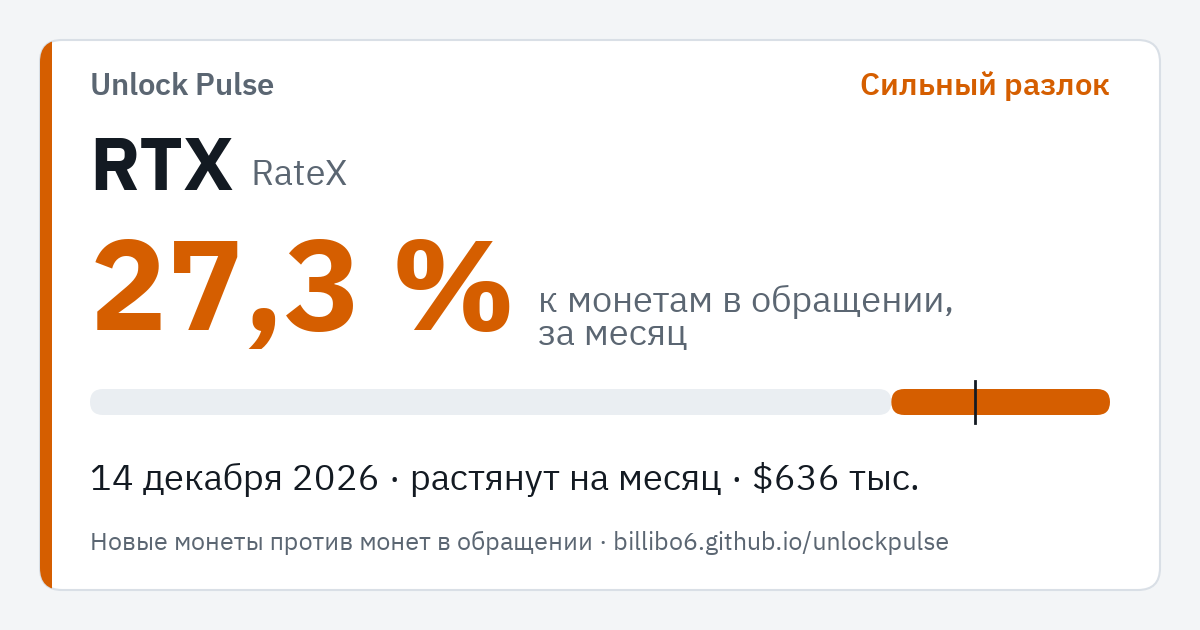 Unlock Pulse
Сильный разлок
RTX RateX
27,3 % к монетам в обращении,
за месяц
14 декабря 2026 · растянут на месяц · $636 тыс.
Новые монеты против монет в обращении · billibo6.github.io/unlockpulse